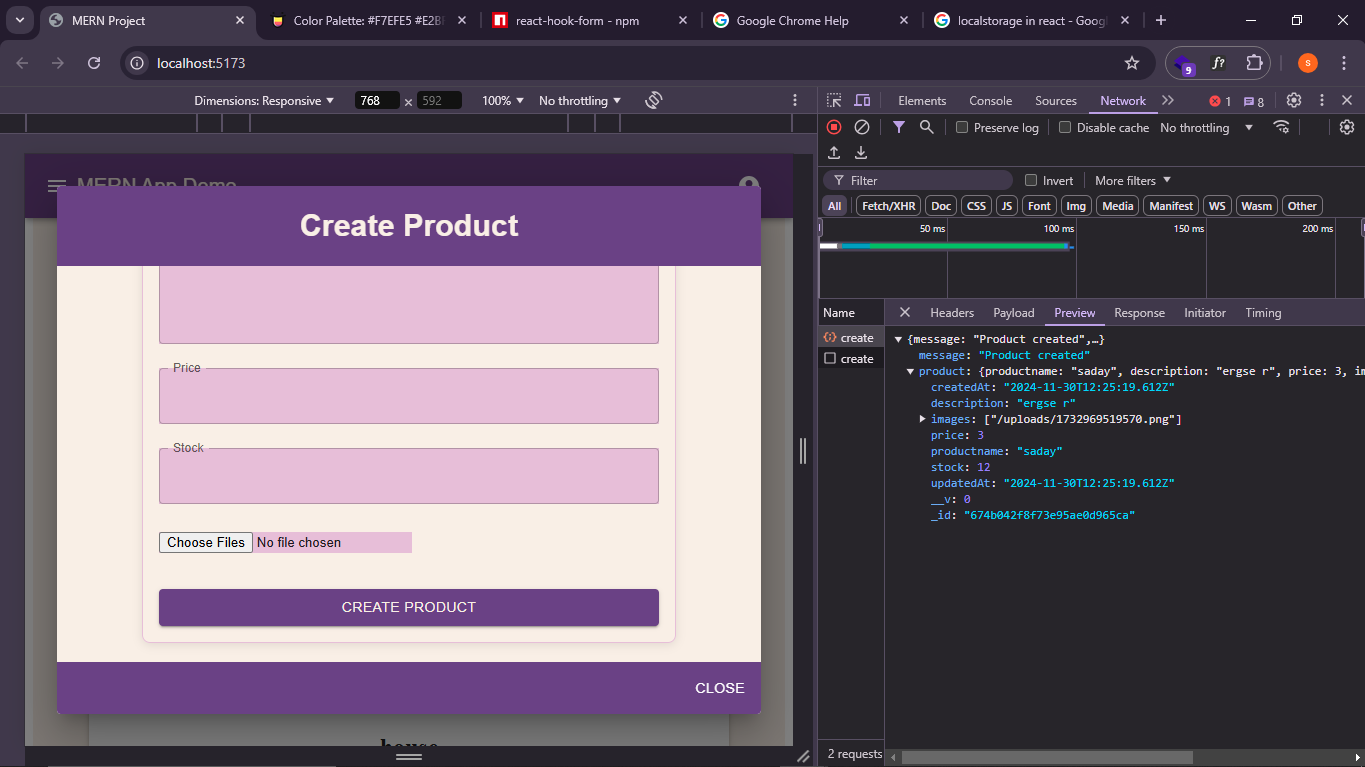 MERN Project
Color Palette: #F7EFE5 #E2B
react-hook-form - npm
Google Chrome Help
localstorage in react - Goog
localhost:5173
9
f?
S
Dimensions: Responsive
768 × 592
100%
No throttling
Elements
Console
Sources
Network
1
8
Preserve log
Disable cache
No throttling
Filter
Invert
More filters
All
Fetch/XHR
Doc
CSS
JS
Font
Img
Media
Manifest
WS
Wasm
Other
50 ms
100 ms
150 ms
200 ms
MERN App Demo
Create Product
Price
Stock
Choose Files No file chosen
CREATE PRODUCT
CLOSE
house
Name
create
create
2 requests
Headers
Payload
Preview
Response
Initiator
Timing
{message: "Product created",…}
message: "Product created"
product: {productname: "saday", description: "ergse r", price: 3, im
createdAt: "2024-11-30T12:25:19.612Z"
description: "ergse r"
images: ["/uploads/1732969519570.png"]
price: 3
productname: "saday"
stock: 12
updatedAt: "2024-11-30T12:25:19.612Z"
__v: 0
_id: "674b042f8f73e95ae0d965ca"